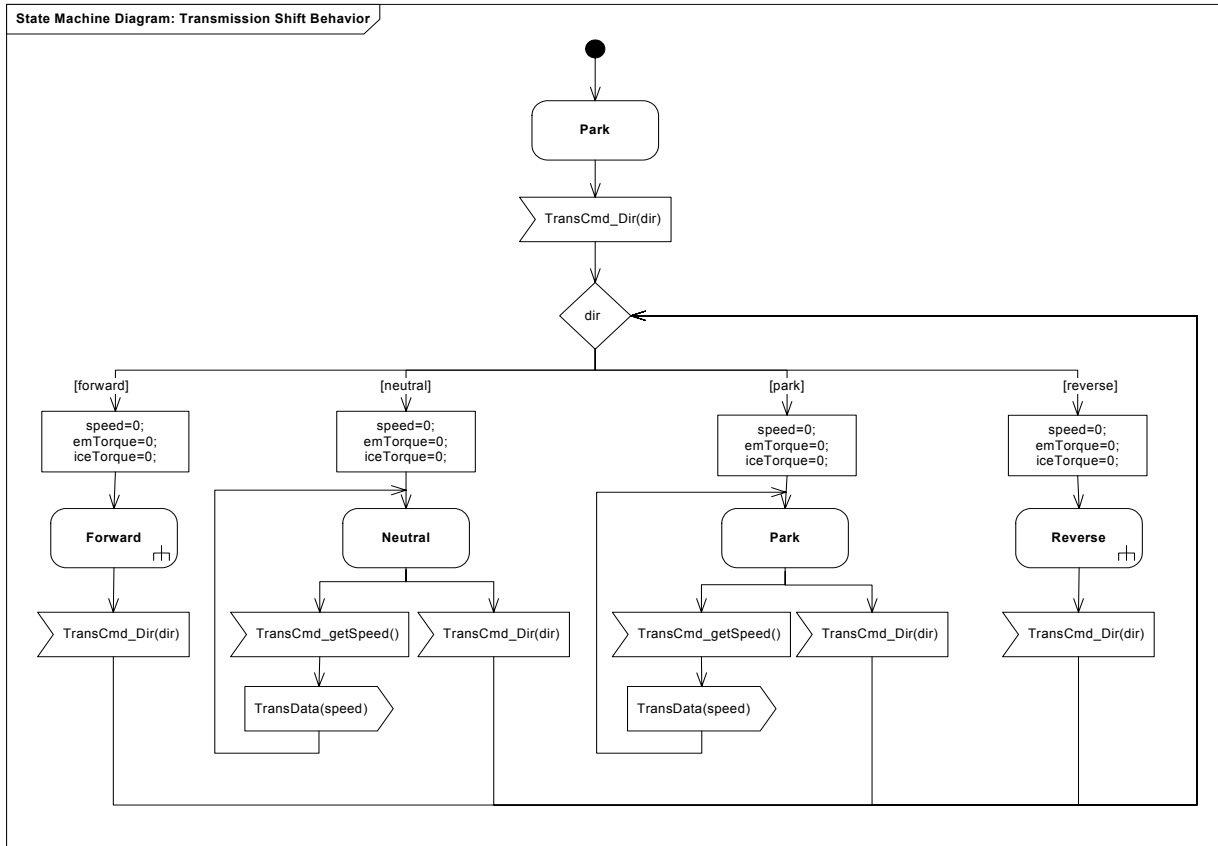 State Machine Diagram: Transmission Shift Behavior
Park
TransCmd_Dir(dir)
dir
[forward]
[neutral]
[park]
[reverse]
speed=0;
emTorque=0;
iceTorque=0;
speed=0;
emTorque=0;
iceTorque=0;
speed=0;
emTorque=0;
iceTorque=0;
speed=0;
emTorque=0;
iceTorque=0;
Forward
Neutral
Park
Reverse
TransCmd_Dir(dir)
TransCmd_getSpeed()
TransCmd_Dir(dir)
TransCmd_getSpeed()
TransCmd_Dir(dir)
TransCmd_Dir(dir)
TransData(speed)
TransData(speed)